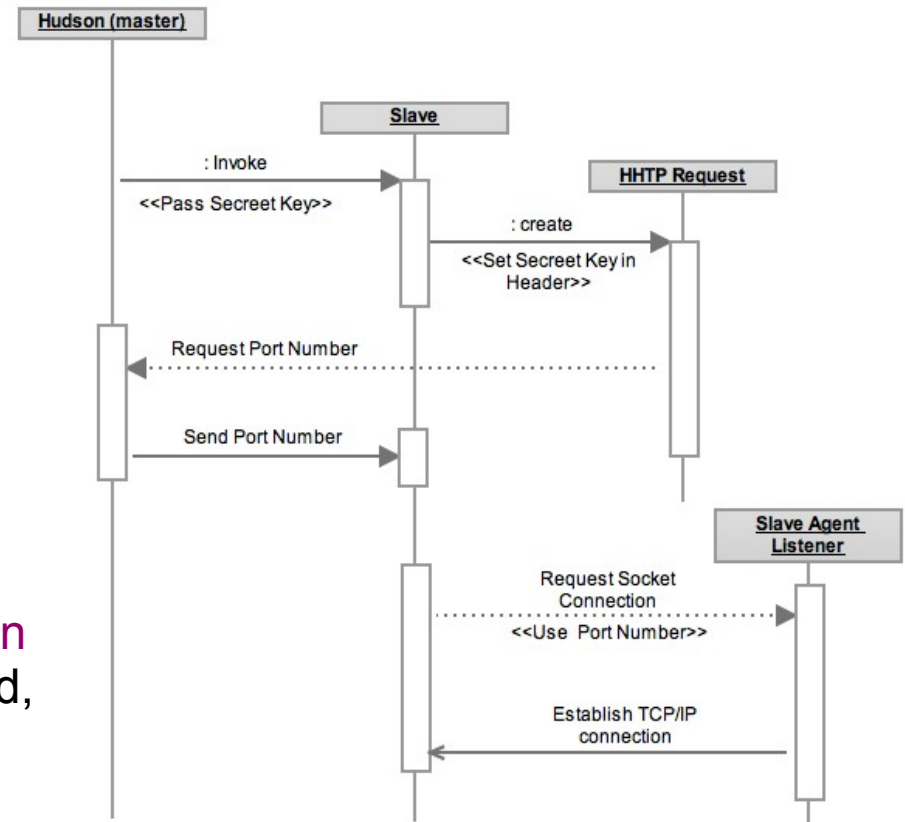 Hudson (master)
Slave
: Invoke
HHTP Request
<<Pass Secreet Key>>
: create
<<Set Secreet Key in
Header>>
Request Port Number
Send Port Number
Slave Agent
Listener
Request Socket
Connection
<<Use Port Number>>
n
d,
Establish TCP/IP
connection